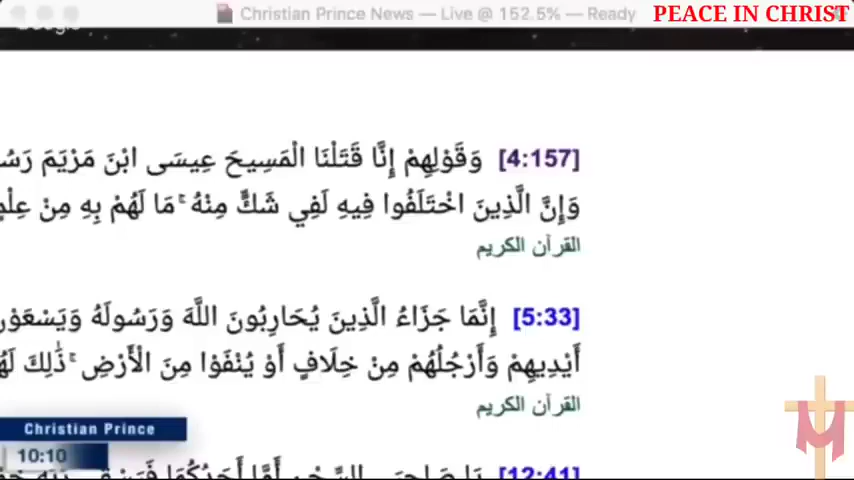 Christian Prince News — Live @ 152.5% — Ready
PEACE IN CHRIST
[4:157] وَقَوْلِهِمْ إِنَّا قَتَلْنَا الْمَسِيحَ عِيسَى ابْنَ مَرْيَمَ
وَإِنَّ الَّذِينَ اخْتَلَفُوا فِيهِ لَفِي شَكٍّ مِنْهُ ۚ مَا لَهُمْ بِهِ مِنْ
القرآن الكريم
[5:33] إِنَّمَا جَزَاءُ الَّذِينَ يُحَارِبُونَ اللَّهَ وَرَسُولَهُ
أَيْدِيهِمْ وَأَرْجُلُهُمْ مِنْ خِلَافٍ أَوْ يُنْفَوْا مِنَ الْأَرْضِ ۚ ذَٰلِكَ
القرآن الكريم
Christian Prince
10:10
[12:41] يَا صَاحِبَيِ السِّجْنِ أَمَّا أَحَدُكُمَا